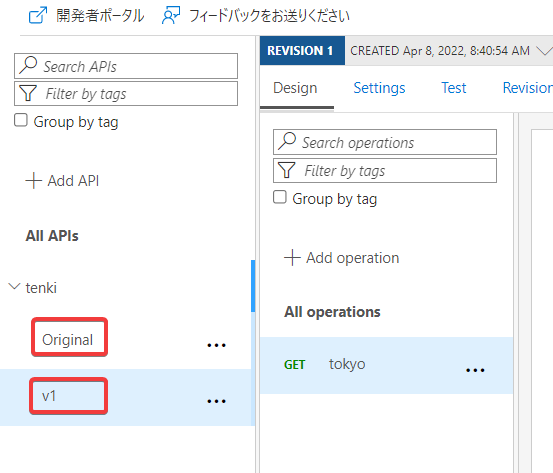 開発者ポータル フィードバックをお送りください
Search APIs
Filter by tags
Group by tag
Add API
All APIs
tenki
Original
v1
REVISION 1 CREATED Apr 8, 2022, 8:40:54 AM
Design Settings Test Revision
Search operations
Filter by tags
Group by tag
Add operation
All operations
GET tokyo